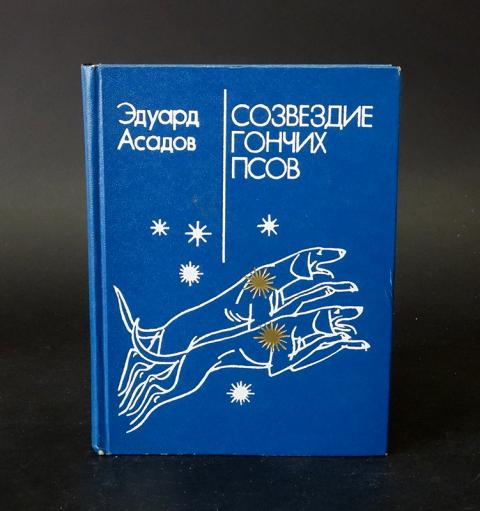 Эдуард
Асадов
СОЗВЕЗДИЕ
ГОНЧИХ
ПСОВ